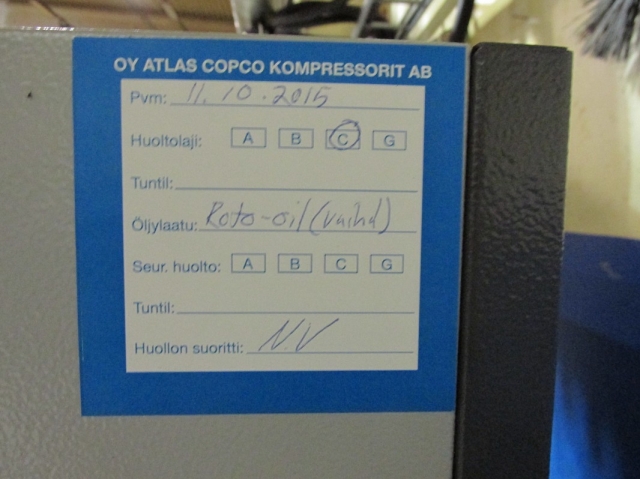 OY ATLAS COPCO KOMPRESSORIT AB
Pvm: 11.10.2015
Huoltolaji: A B C G
Tuntil:
Öljylaatu: Roto-oil (vaihd)
Seur. huolto: A B C G
Tuntil:
Huollon suoritti: N.V